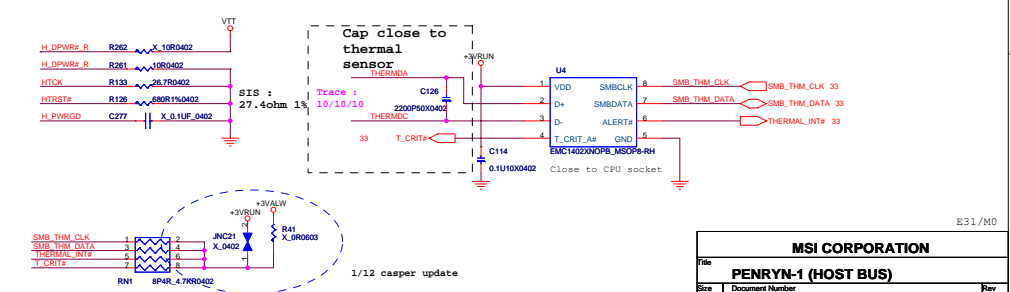 VTT
H_DPWR#_R R262 X_10R0402
H_DPWR#_R R261 10R0402
HTCK R133 26.7R0402
HTRST# R126 680R1%0402
H_PWRGD C277 X_0.1UF_0402
SIS :
27.4ohm 1%
Cap close to
thermal
sensor
+3VRUN
THERMDA
Trace :
10/10/10
C126
2200P50X0402
THERMDC
33 T_CRIT#
C114
0.1U10X0402
U4
1 VDD SMBCLK 8 SMB_THM_CLK SMB_THM_CLK 33
2 D+ SMBDATA 7 SMB_THM_DATA SMB_THM_DATA 33
3 D- ALERT# 6 THERMAL_INT# 33
4 T_CRIT_A# GND 5
EMC1402XNOPB_MSOP8-RH
Close to CPU socket
+3VALW
+3VRUN
JNC21
X_0402
2
1
R41
X_0R0603
SMB_THM_CLK 1 2
SMB_THM_DATA 3 4
THERMAL_INT# 5 6
T_CRIT# 7 8
RN1 8P4R_4.7KR0402
1/12 casper update
E31/M0
MSI CORPORATION
Title
PENRYN-1 (HOST BUS)
Size Document Number Rev